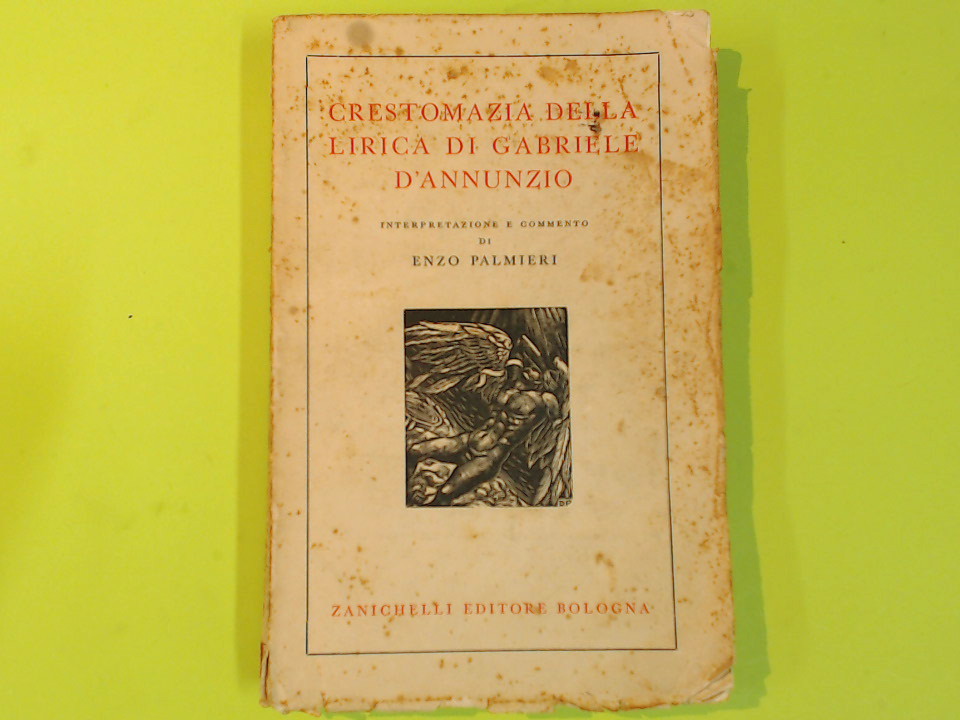 CRESTOMAZIA DELLA
LIRICA DI GABRIELE
D'ANNUNZIO
INTERPRETAZIONE E COMMENTO
DI
ENZO PALMIERI
ZANICHELLI EDITORE BOLOGNA